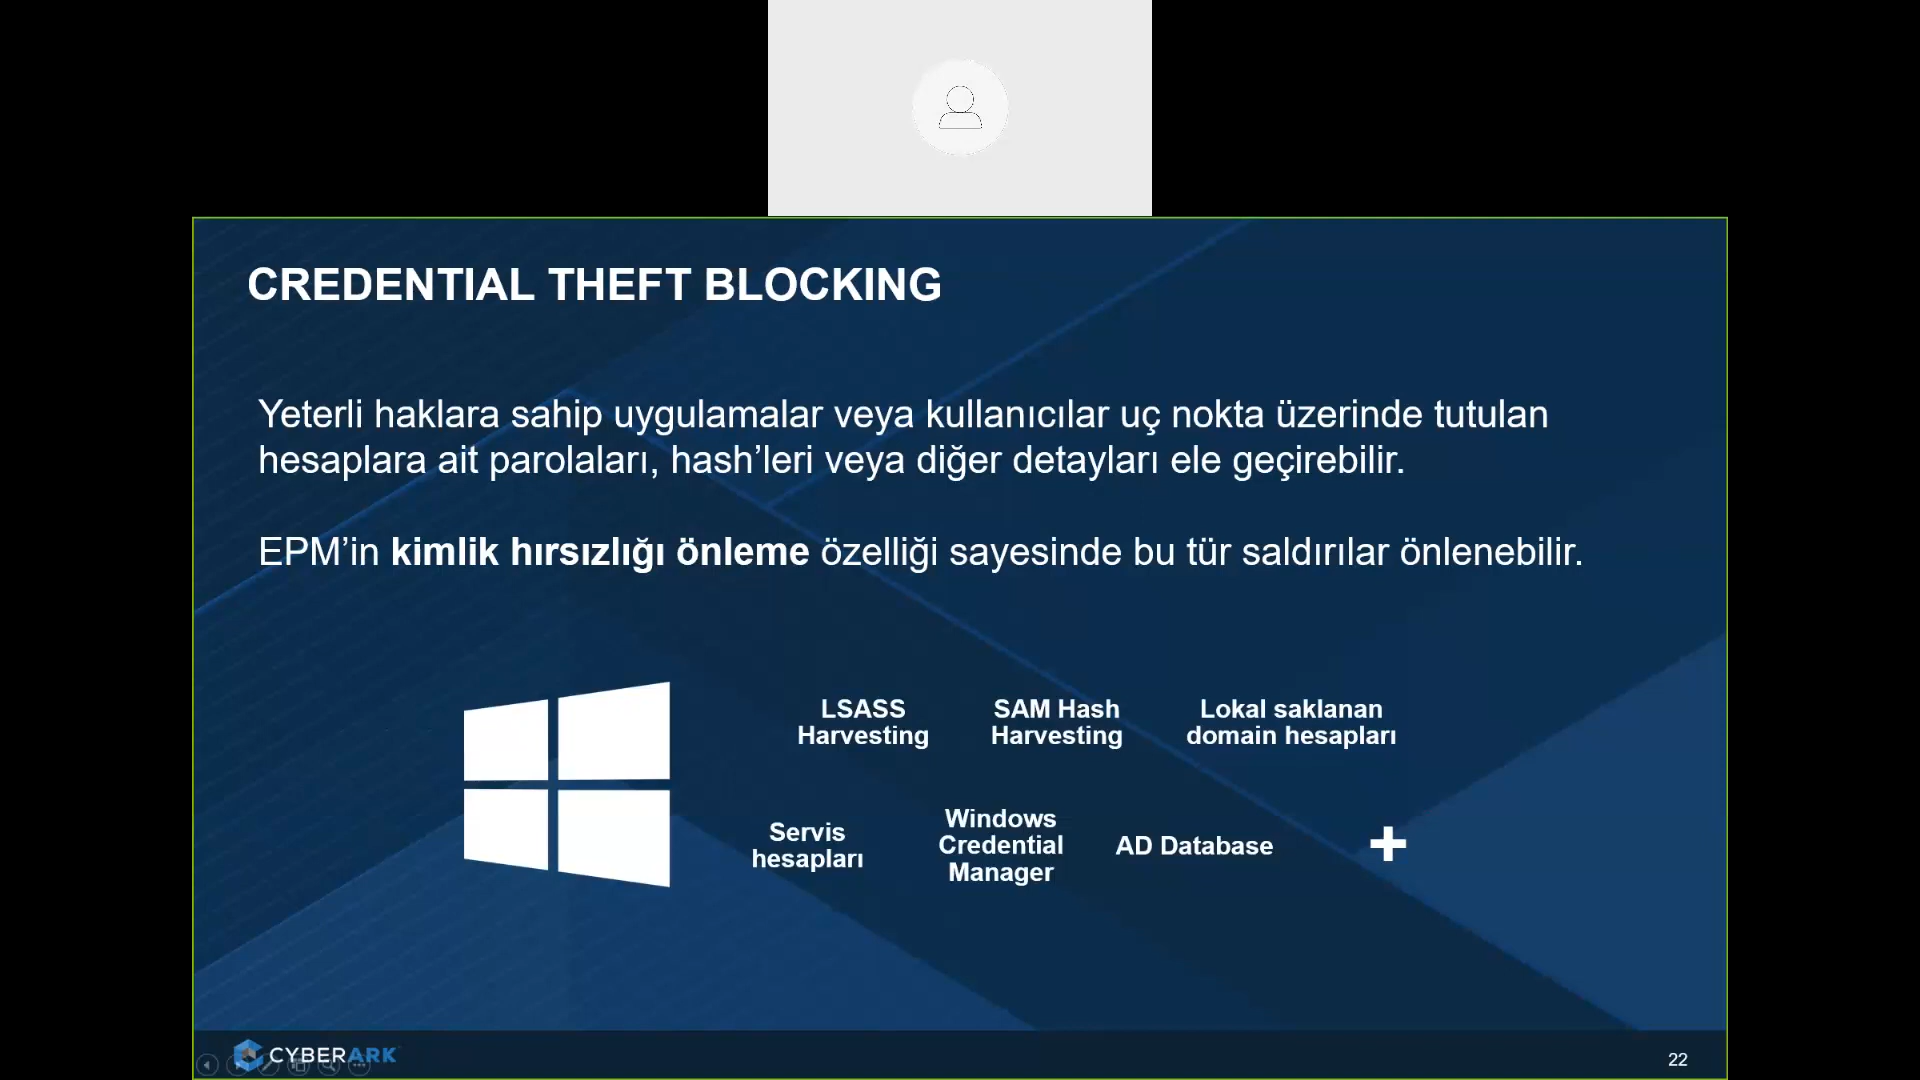 CREDENTIAL THEFT BLOCKING
Yeterli haklara sahip uygulamalar veya kullanıcılar uç nokta üzerinde tutulan
hesaplara ait parolaları, hash’leri veya diğer detayları ele geçirebilir.
EPM’in kimlik hırsızlığı önleme özelliği sayesinde bu tür saldırılar önlenebilir.
LSASS
Harvesting
SAM Hash
Harvesting
Lokal saklanan
domain hesapları
Servis
hesapları
Windows
Credential
Manager
AD Database
+
CYBERARK
22